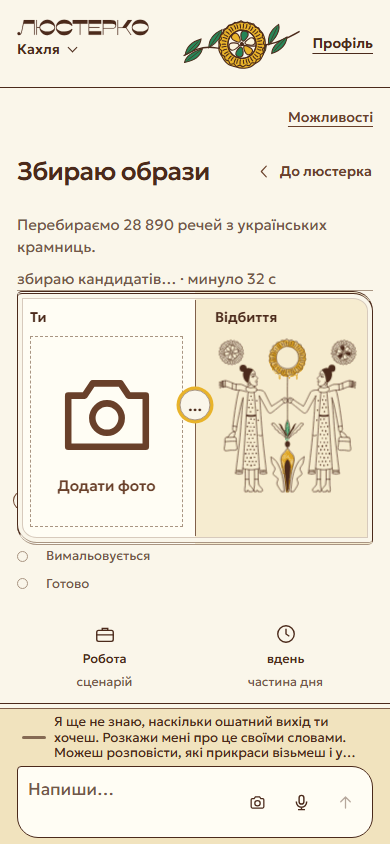 ЛЮСТЕРКО
Кахля
Профіль
Можливості
Збираю образи
До люстерка
Перебираємо 28 890 речей з українських
крамниць.
збираю кандидатів… · минуло 32 с
Ти
Відбиття
...
Додати фото
Вимальовується
Готово
Робота
вдень
сценарій
частина дня
Я ще не знаю, наскільки ошатний вихід ти
хочеш. Розкажи мені про це своїми словами.
Можеш розповісти, які прикраси візьмеш і у…
Напиши…